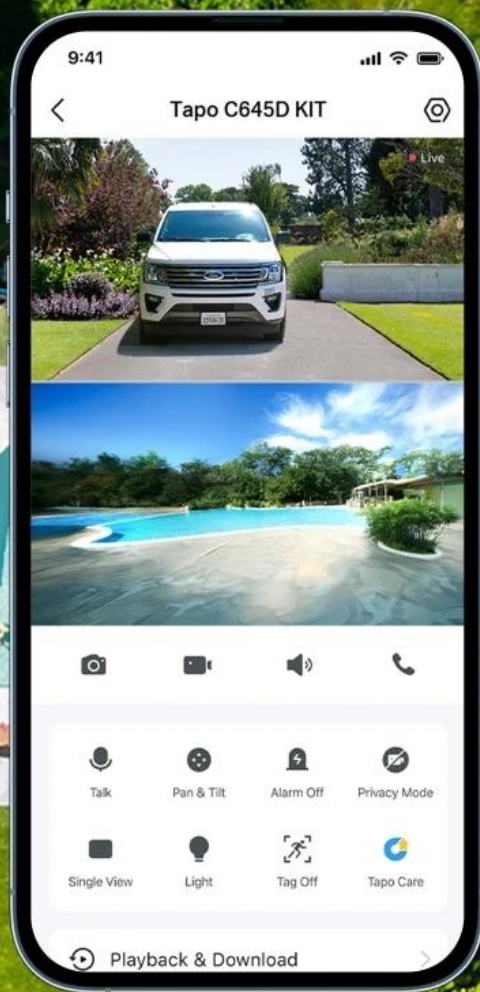 9:41
Tapo C645D KIT
Live
Ford
Talk
Pan & Tilt
Alarm Off
Privacy Mode
Single View
Light
Tag Off
Tapo Care
Playback & Download